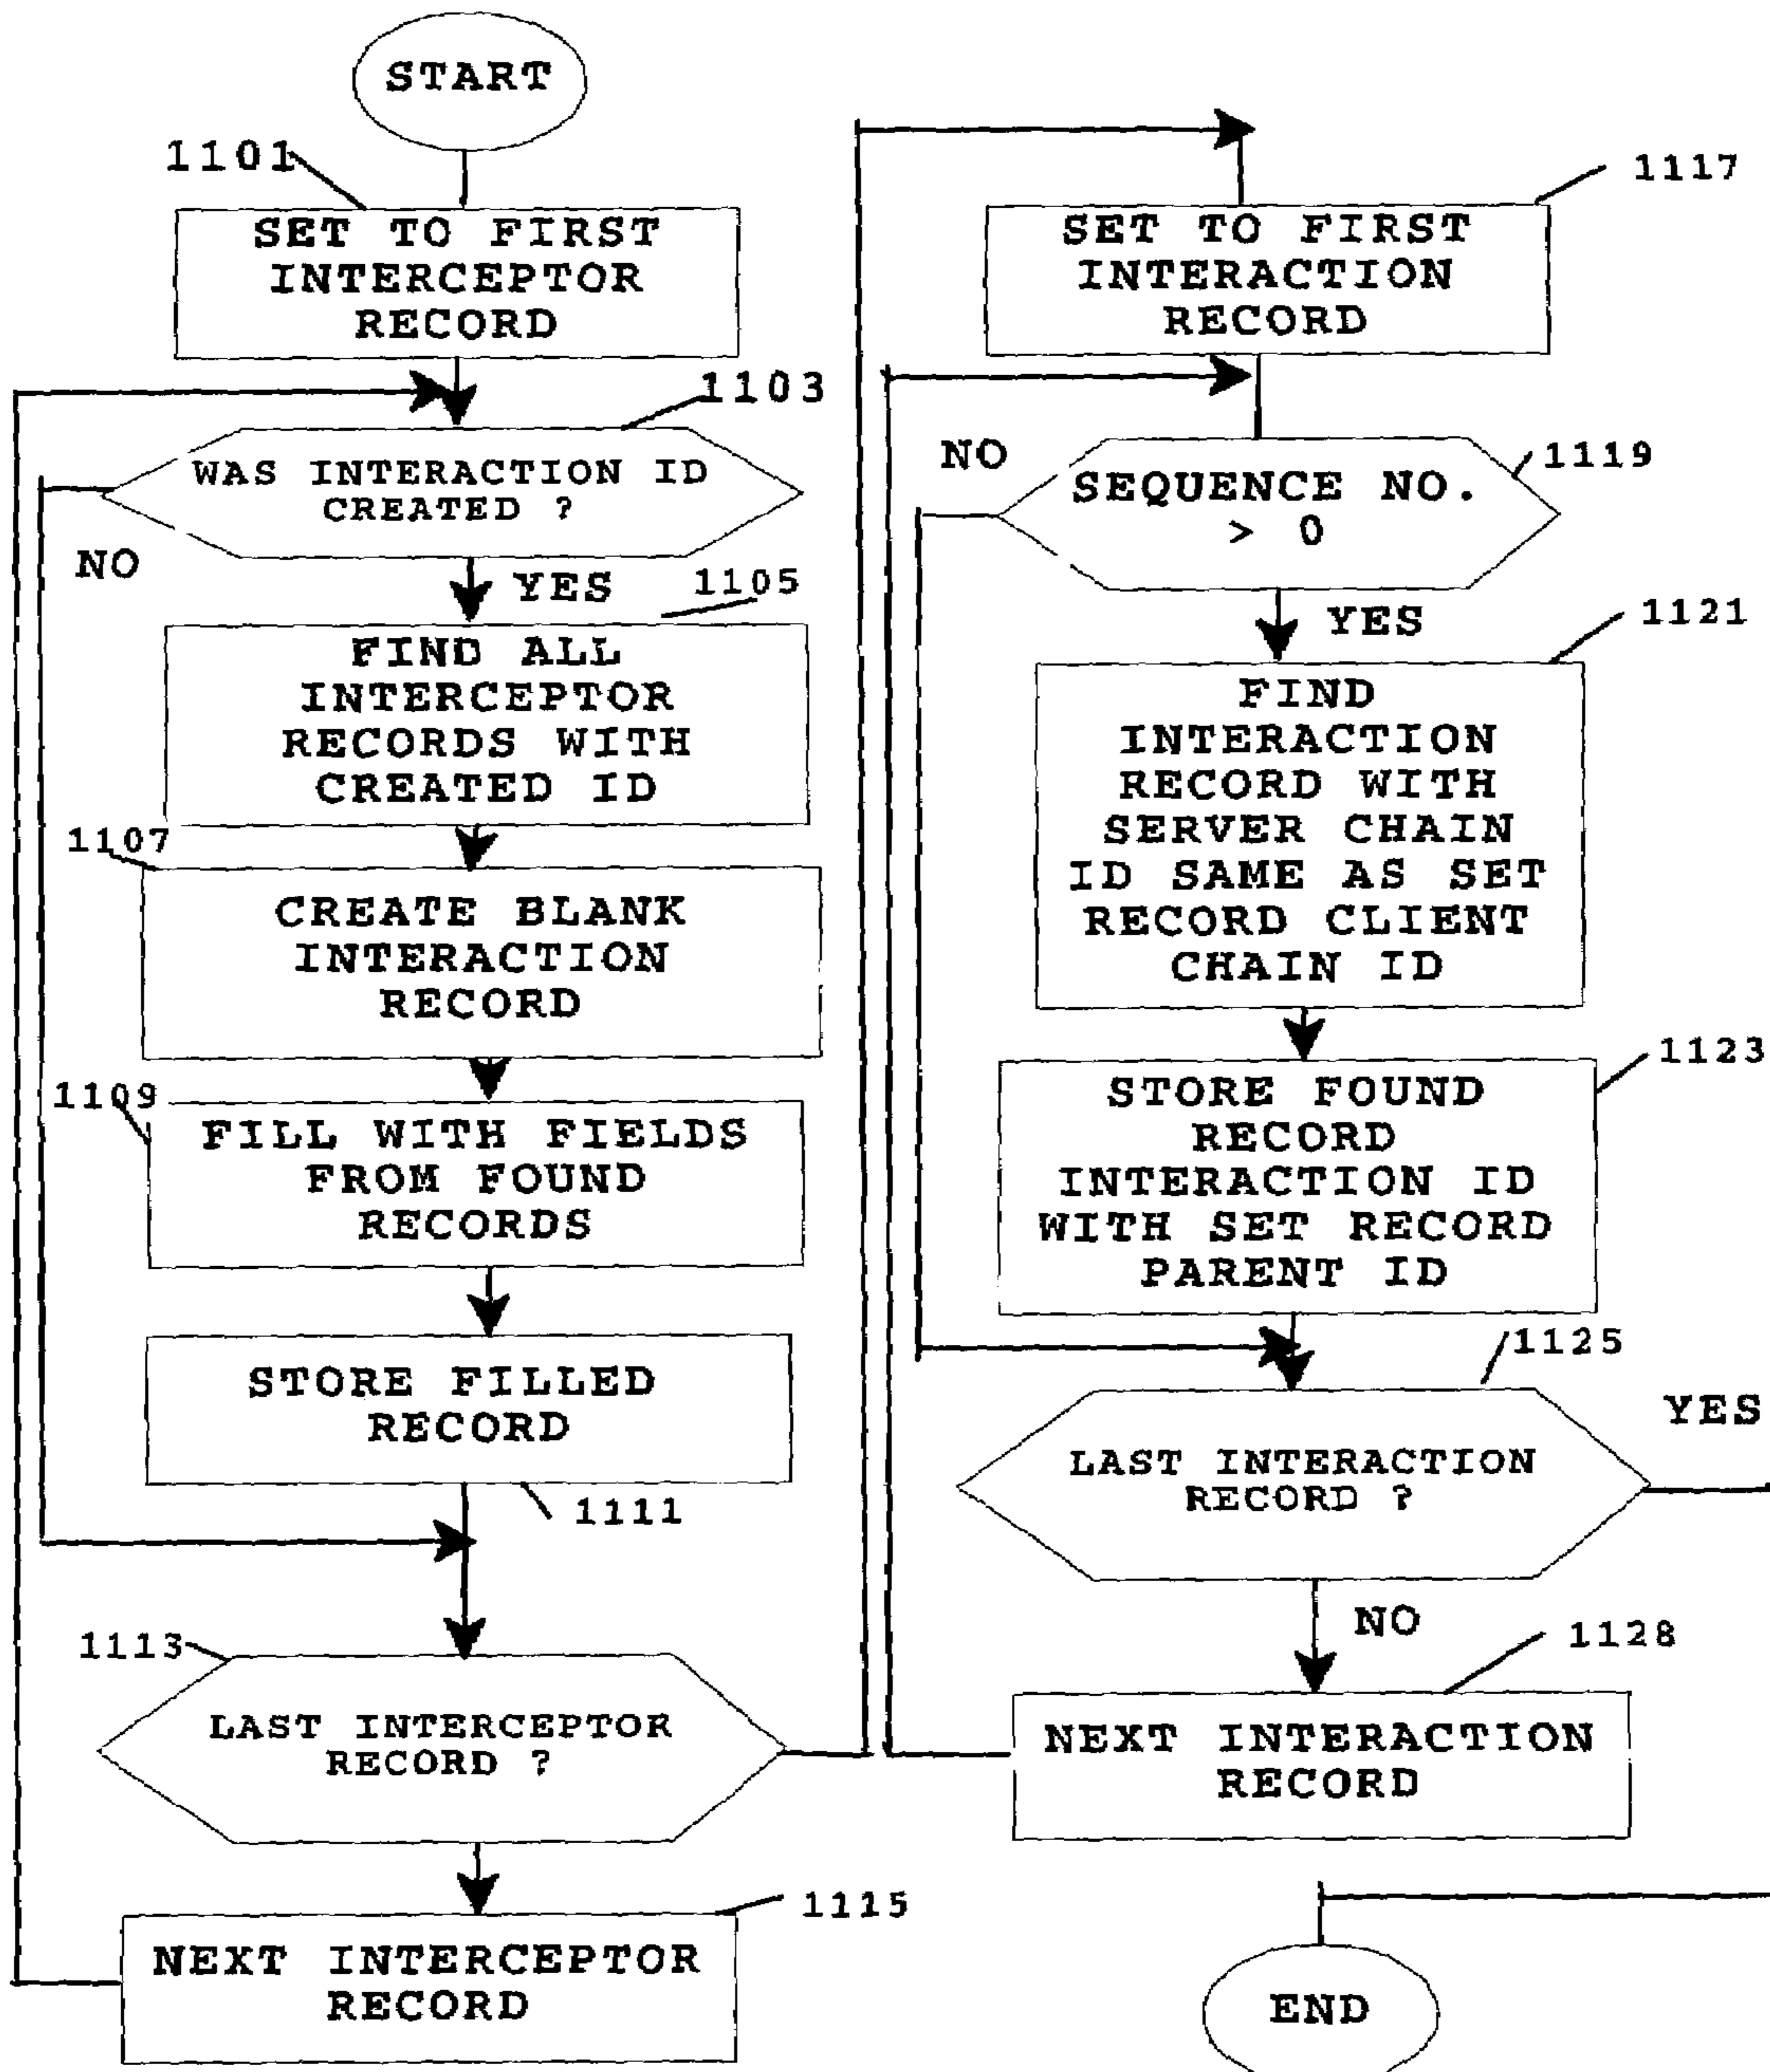 START
1101
SET TO FIRST
INTERCEPTOR
RECORD
1103
WAS INTERACTION ID
CREATED ?
NO
YES
1105
FIND ALL
INTERCEPTOR
RECORDS WITH
CREATED ID
1107
CREATE BLANK
INTERACTION
RECORD
1109
FILL WITH FIELDS
FROM FOUND
RECORDS
STORE FILLED
RECORD
1111
1113
LAST INTERCEPTOR
RECORD ?
1115
NEXT INTERCEPTOR
RECORD
1117
SET TO FIRST
INTERACTION
RECORD
NO
1119
SEQUENCE NO.
> 0
YES
1121
FIND
INTERACTION
RECORD WITH
SERVER CHAIN
ID SAME AS SET
RECORD CLIENT
CHAIN ID
1123
STORE FOUND
RECORD
INTERACTION ID
WITH SET RECORD
PARENT ID
1125
YES
LAST INTERACTION
RECORD ?
NO
1128
NEXT INTERACTION
RECORD
END